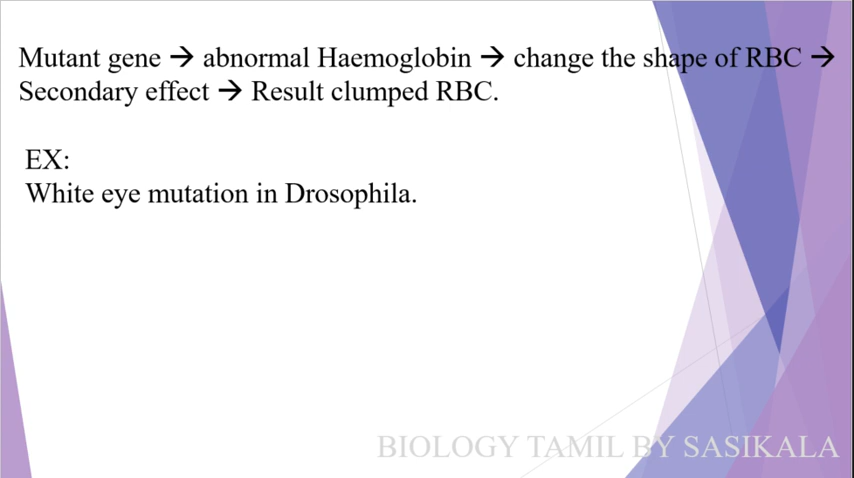 Mutant gene → abnormal Haemoglobin → change the shape of RBC →
Secondary effect → Result clumped RBC.
EX:
White eye mutation in Drosophila.
BIOLOGY TAMIL BY SASIKALA